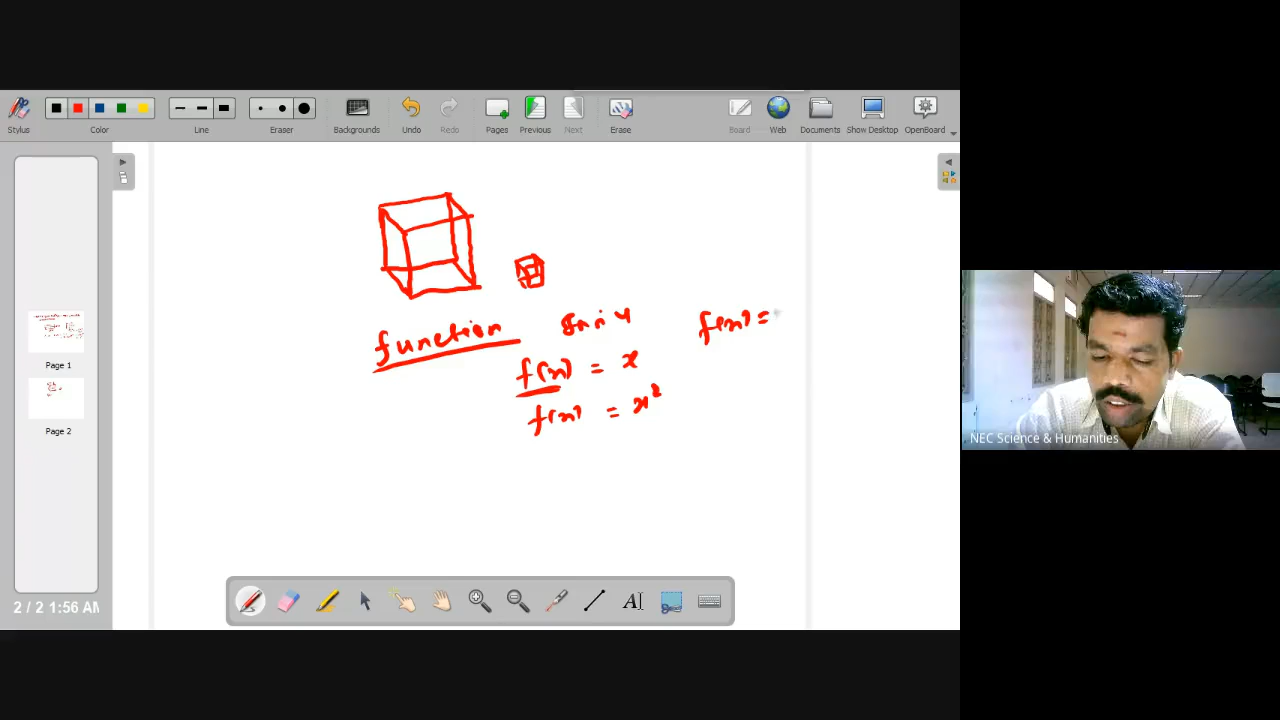 Stylus
Color
Line
Eraser
Backgrounds
Undo
Redo
Pages
Previous
Next
Erase
Board
Web
Documents
Show Desktop
OpenBoard
function
f(x) =
f(x) = x
f(x) = x²
Page 1
Page 2
2 / 2 1:56 AM
NEC Science & Humanities